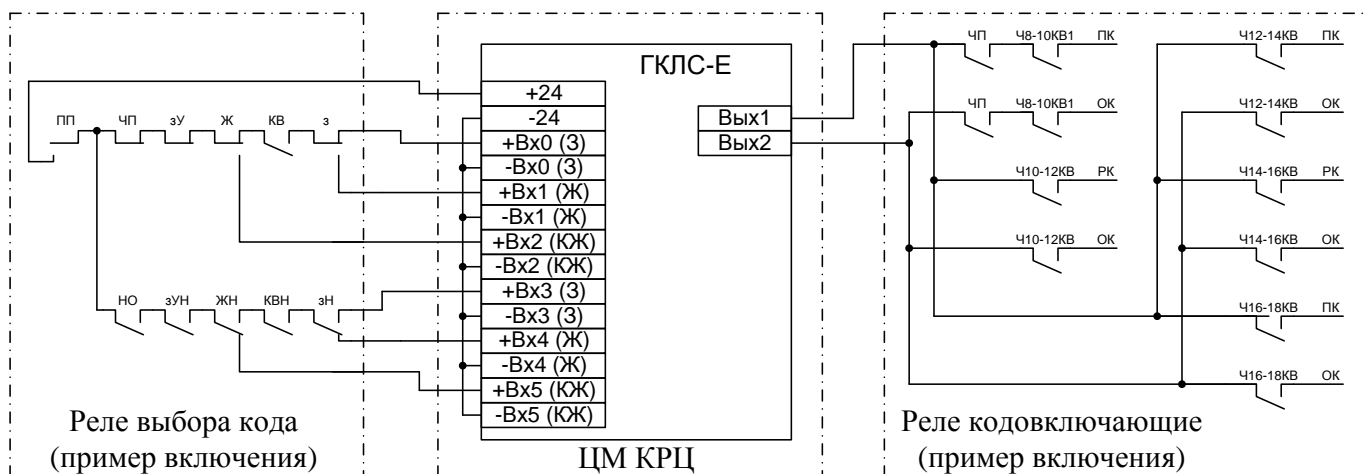 ГКЛС-Е
+24
-24
+Вх0 (З)
-Вх0 (З)
+Вх1 (Ж)
-Вх1 (Ж)
+Вх2 (КЖ)
-Вх2 (КЖ)
+Вх3 (З)
-Вх3 (З)
+Вх4 (Ж)
-Вх4 (Ж)
+Вх5 (КЖ)
-Вх5 (КЖ)
Вых1
Вых2
ПП ЧП зУ Ж КВ з
НО зУН ЖН КВН зН
Реле выбора кода
(пример включения)
ЦМ КРЦ
ЧП Ч8-10КВ1 ПК
ЧП Ч8-10КВ1 ОК
Ч10-12КВ РК
Ч10-12КВ ОК
Ч12-14КВ ПК
Ч12-14КВ ОК
Ч14-16КВ РК
Ч14-16КВ ОК
Ч16-18КВ ПК
Ч16-18КВ ОК
Реле кодовключающие
(пример включения)